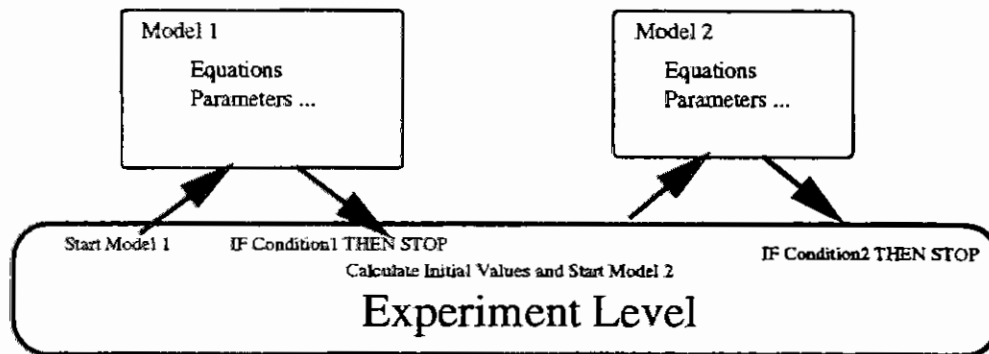 Model 1
Equations
Parameters ...
Model 2
Equations
Parameters ...
Start Model 1
IF Condition1 THEN STOP
IF Condition2 THEN STOP
Calculate Initial Values and Start Model 2
Experiment Level